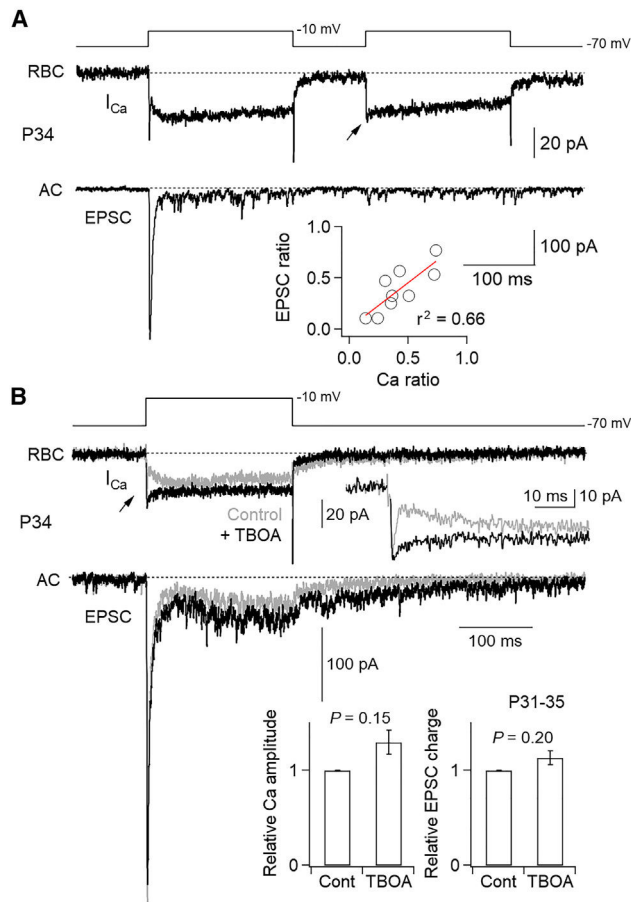 A
-10 mV
-70 mV
RBC
I Ca
P34
20 pA
AC
EPSC
1.0
0.5
0.0
EPSC ratio
r² = 0.66
0.0 0.5 1.0
Ca ratio
100 pA
100 ms
B
-10 mV
-70 mV
RBC
I Ca
P34
Control
+ TBOA
20 pA
10 ms
10 pA
AC
EPSC
100 ms
100 pA
P31-35
Relative Ca amplitude
P = 0.15
1
0
Cont TBOA
Relative EPSC charge
P = 0.20
1
0
Cont TBOA